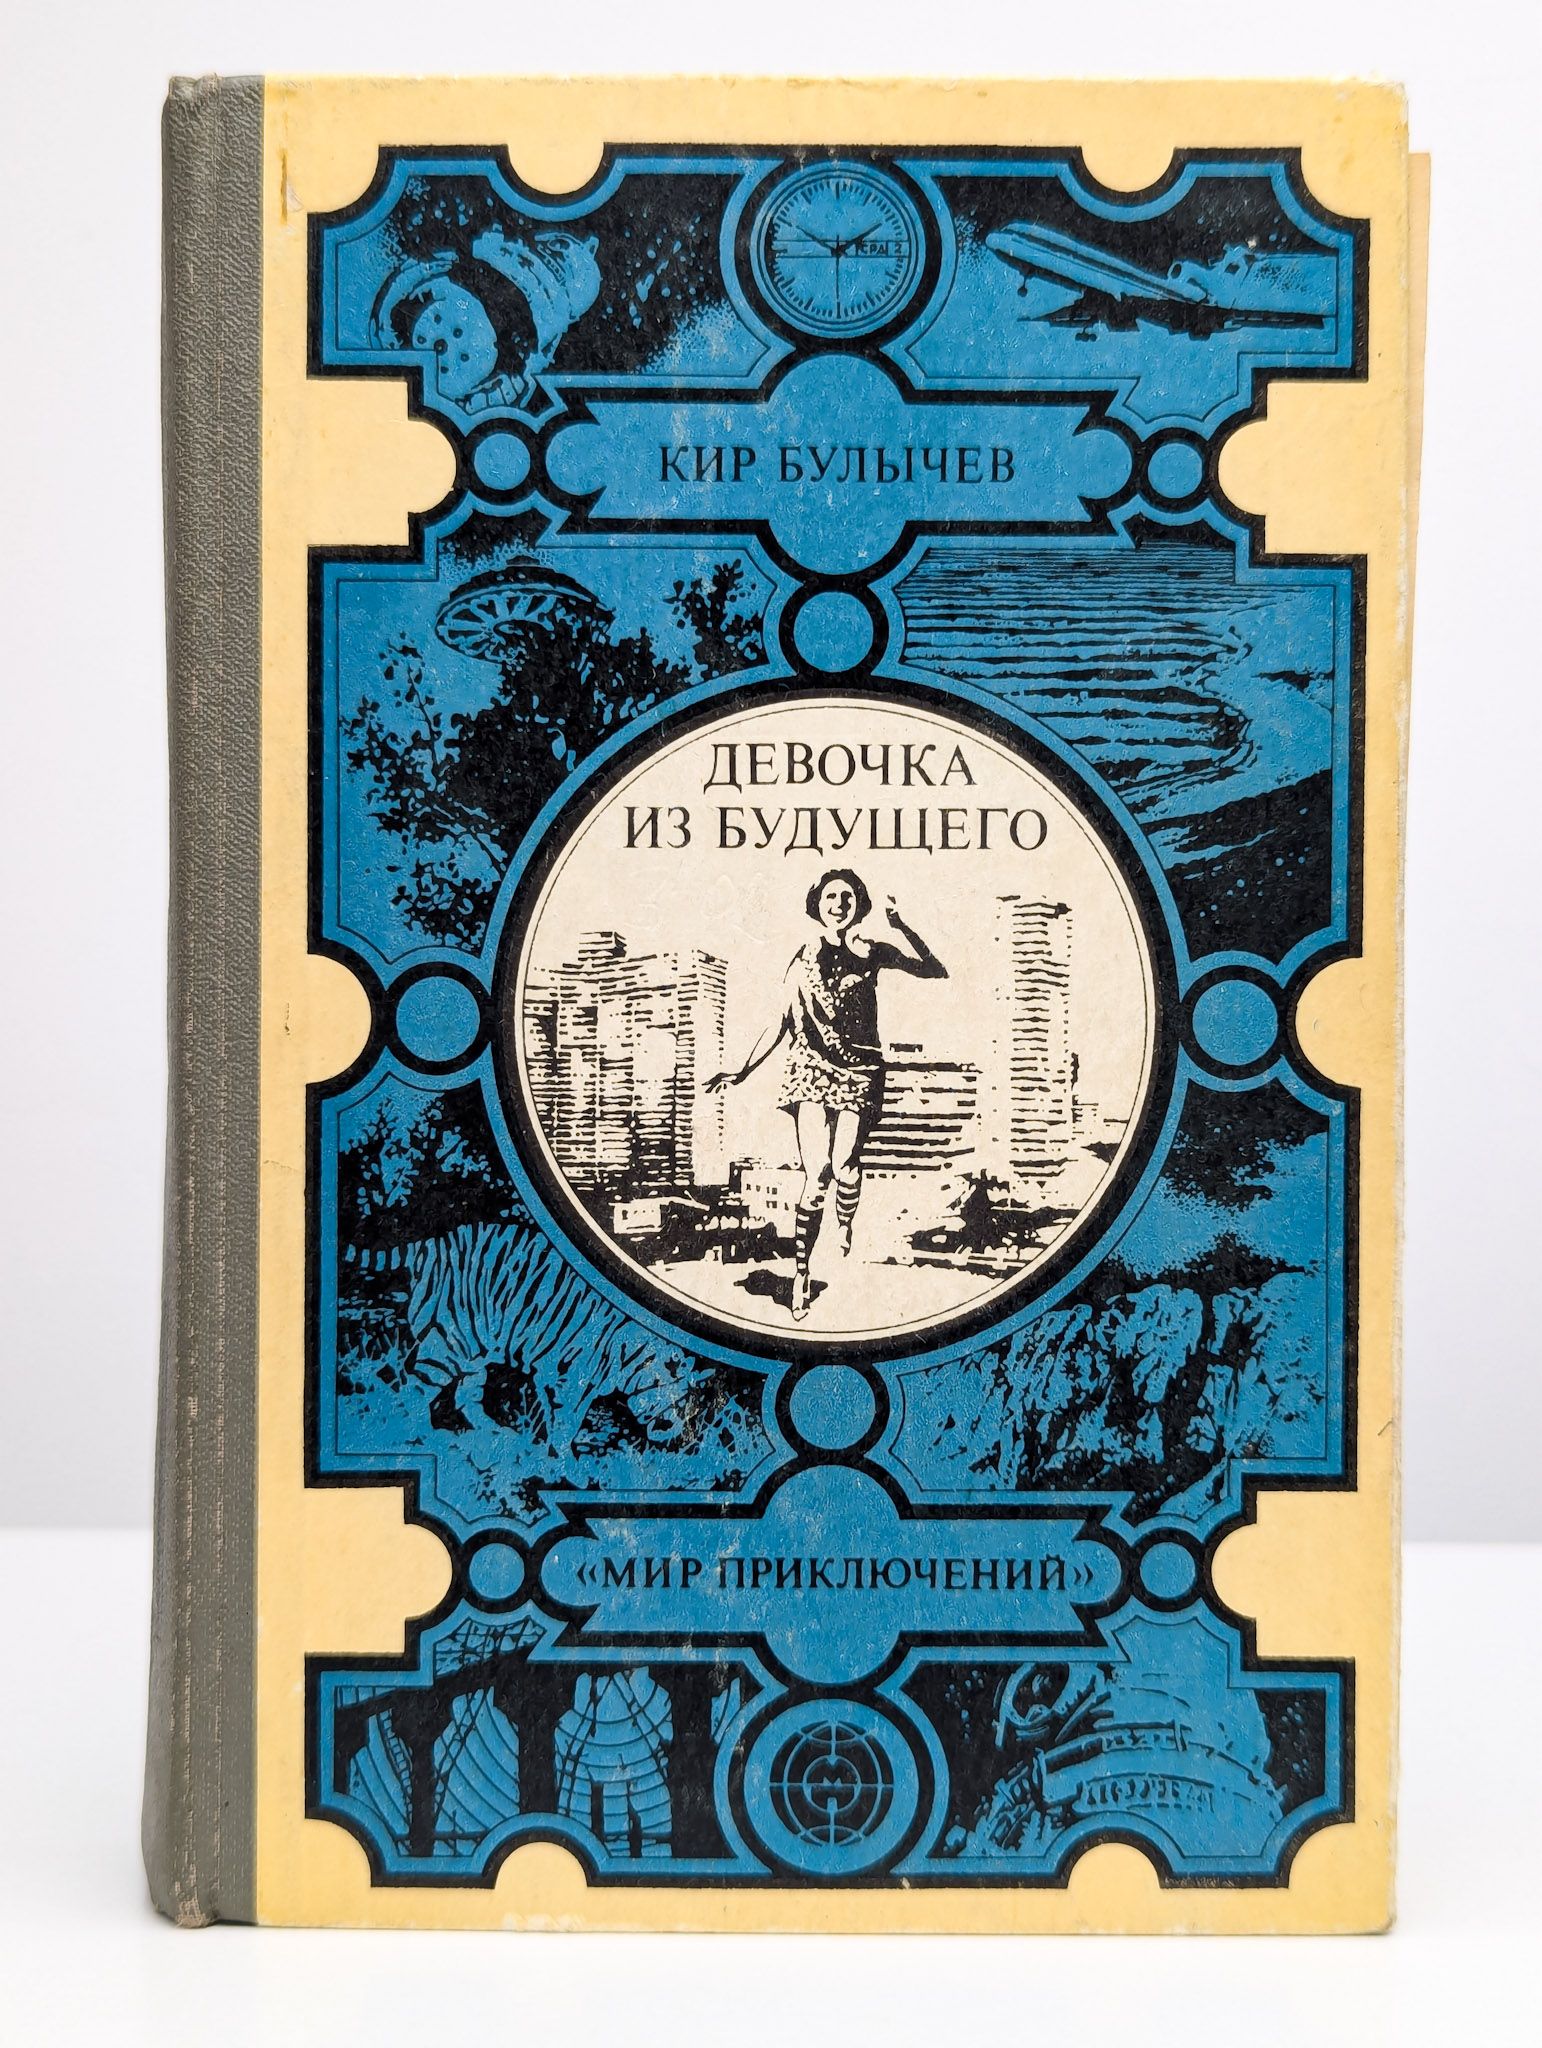 КИР БУЛЫЧЕВ
ДЕВОЧКА
ИЗ БУДУЩЕГО
«МИР ПРИКЛЮЧЕНИЙ»
М